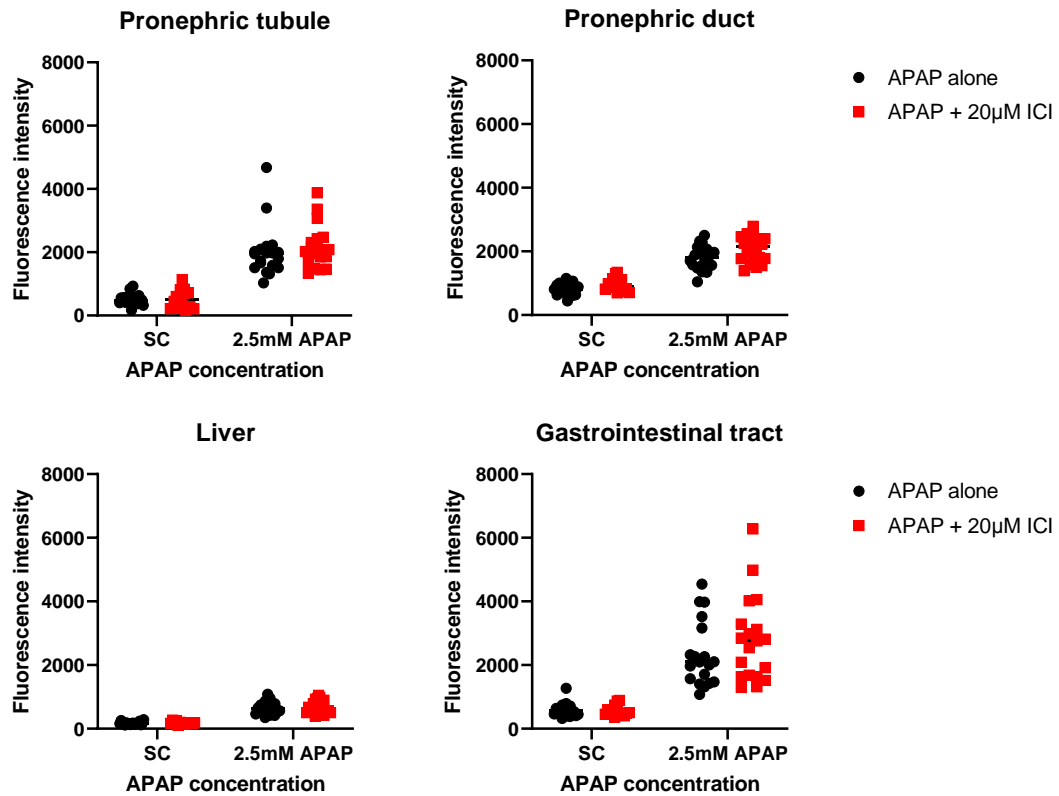 Pronephric tubule
Fluorescence intensity
8000
6000
4000
2000
0
SC
2.5mM APAP
APAP concentration
Pronephric duct
Fluorescence intensity
8000
6000
4000
2000
0
SC
2.5mM APAP
APAP concentration
APAP alone
APAP + 20µM ICI
Liver
Fluorescence intensity
8000
6000
4000
2000
0
SC
2.5mM APAP
APAP concentration
Gastrointestinal tract
Fluorescence intensity
8000
6000
4000
2000
0
SC
2.5mM APAP
APAP concentration
APAP alone
APAP + 20µM ICI